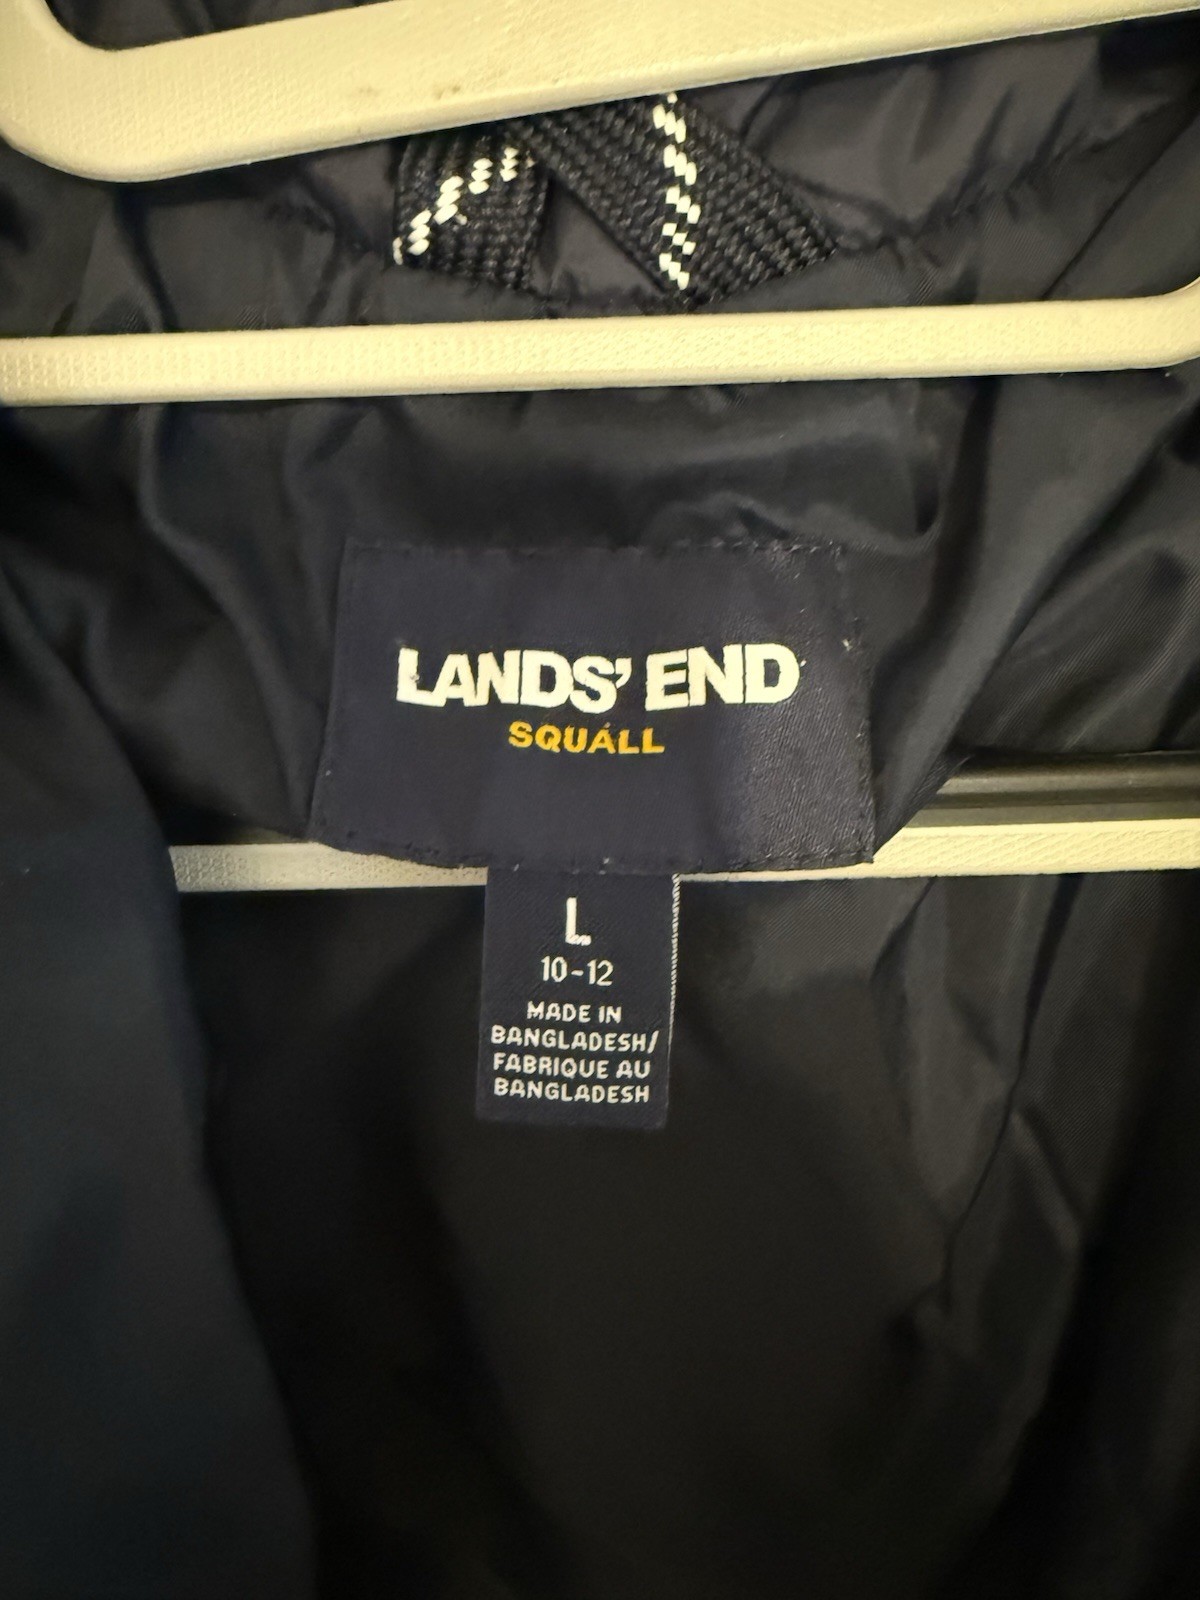 LANDS' END
SQUALL
L
10-12
MADE IN
BANGLADESH/
FABRIQUE AU
BANGLADESH